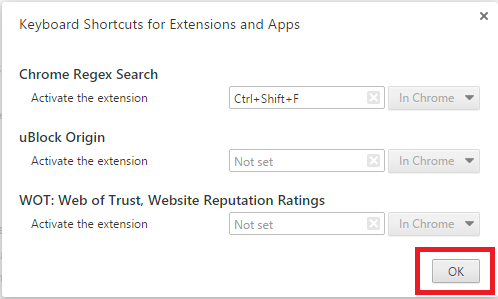 Keyboard Shortcuts for Extensions and Apps
Chrome Regex Search
Activate the extension Ctrl+Shift+F In Chrome
uBlock Origin
Activate the extension Not set In Chrome
WOT: Web of Trust, Website Reputation Ratings
Activate the extension Not set In Chrome
OK